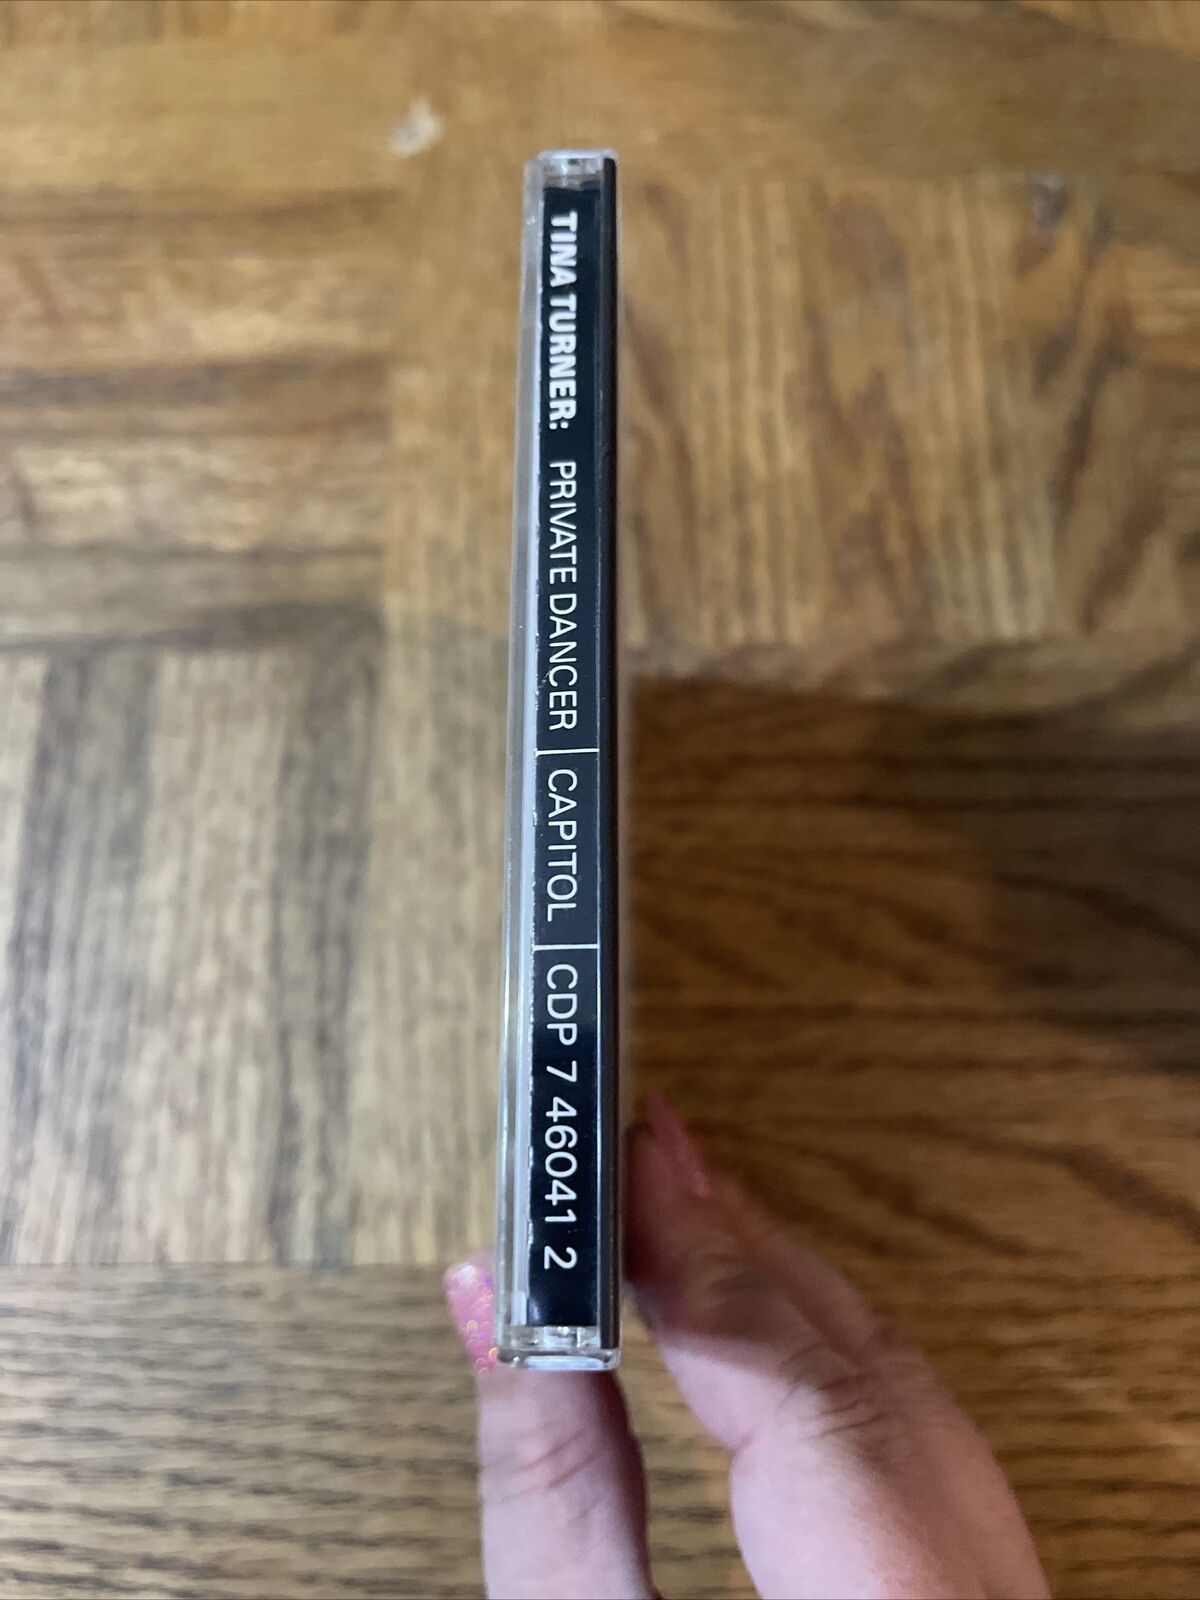 TINA TURNER: PRIVATE DANCER | CAPITOL | CDP 7 46041 2